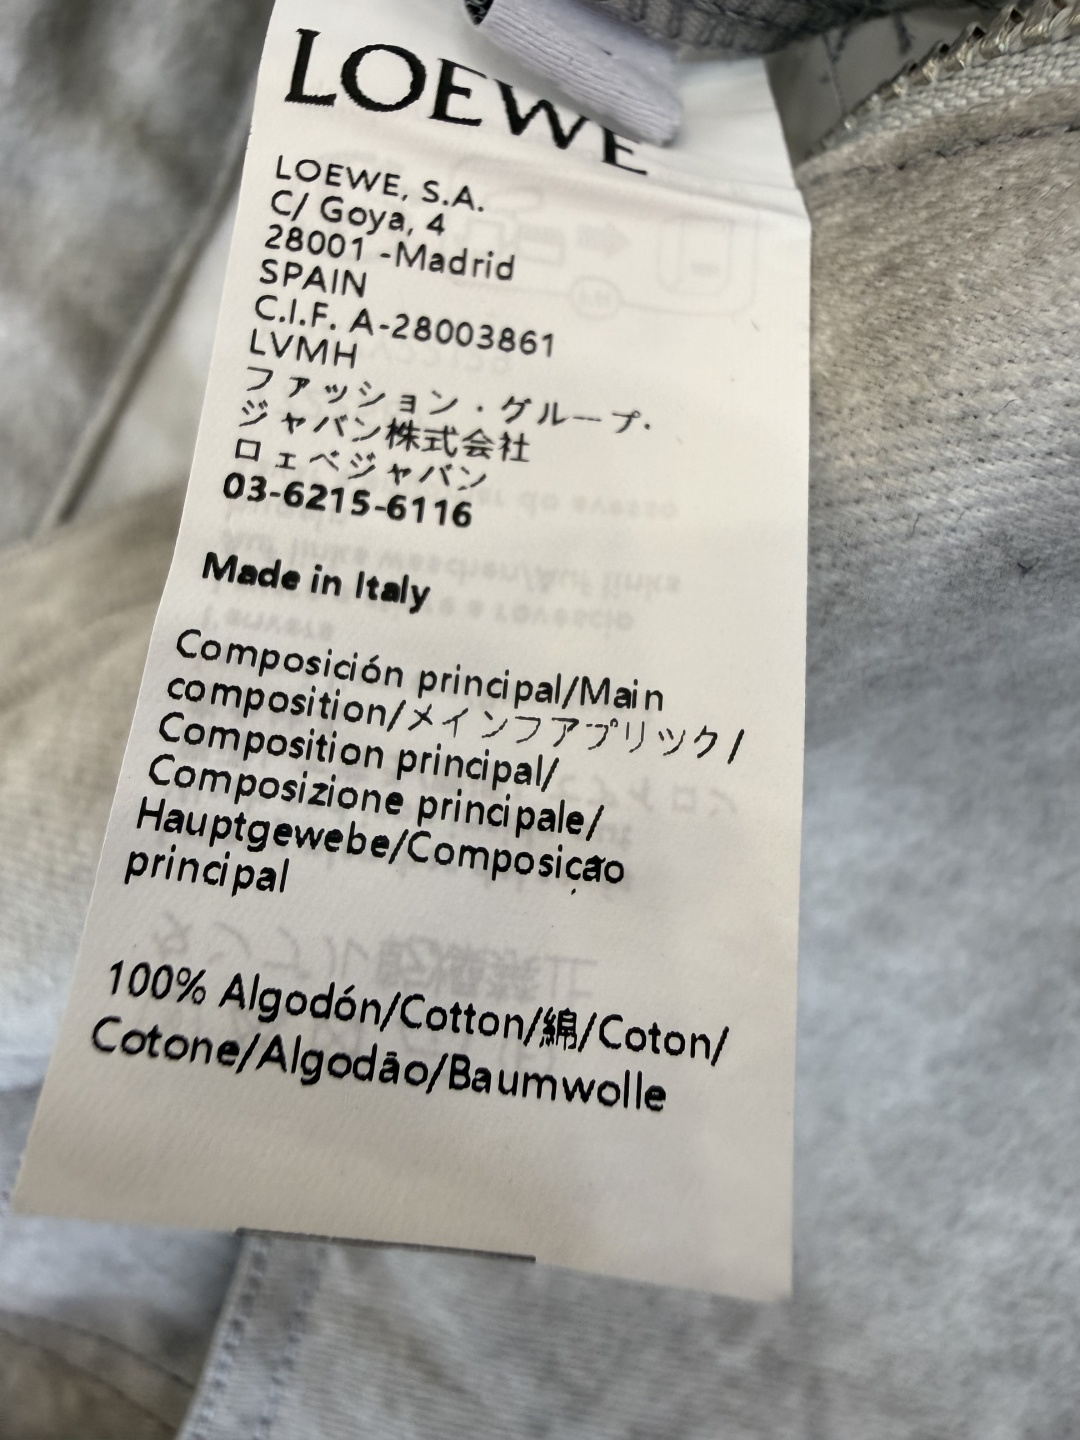 LOEWE
LOEWE, S.A.
C/ Goya, 4
28001 -Madrid
SPAIN
C.I.F. A-28003861
LVMH
ファッション・グループ・
ジャパン株式会社
ロエベジャパン
03-6215-6116
Made in Italy
Composición principal/Main
composition/メインフアブリック/
Composition principal/
Composizione principale/
Hauptgewebe/Composição
principal
100% Algodón/Cotton/綿/Coton/
Cotone/Algodão/Baumwolle